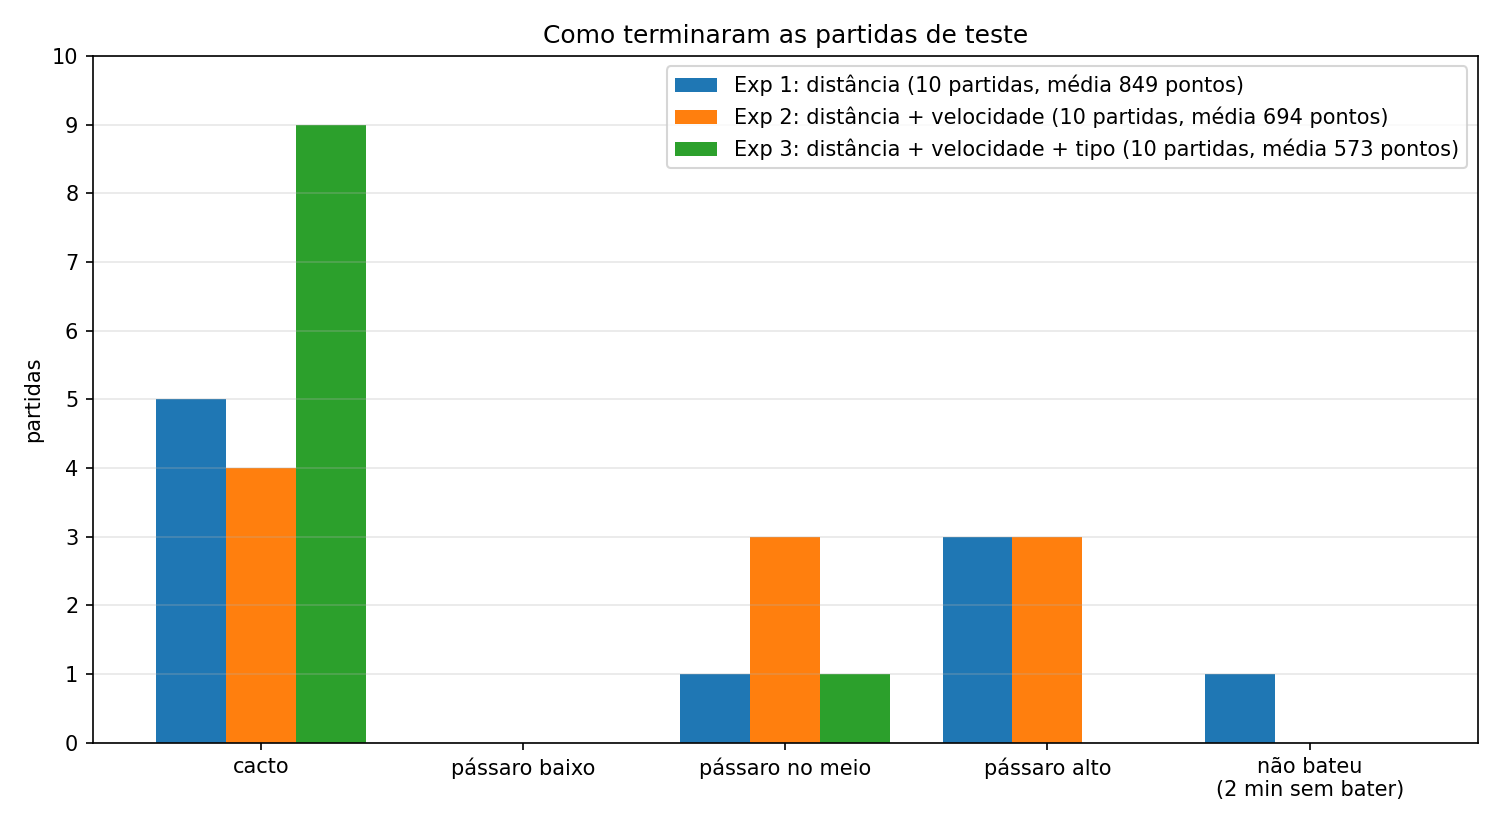 Como terminaram as partidas de teste
Exp 1: distância (10 partidas, média 849 pontos)
Exp 2: distância + velocidade (10 partidas, média 694 pontos)
Exp 3: distância + velocidade + tipo (10 partidas, média 573 pontos)
partidas
10
9
8
7
6
5
4
3
2
1
0
cacto
pássaro baixo
pássaro no meio
pássaro alto
não bateu
(2 min sem bater)